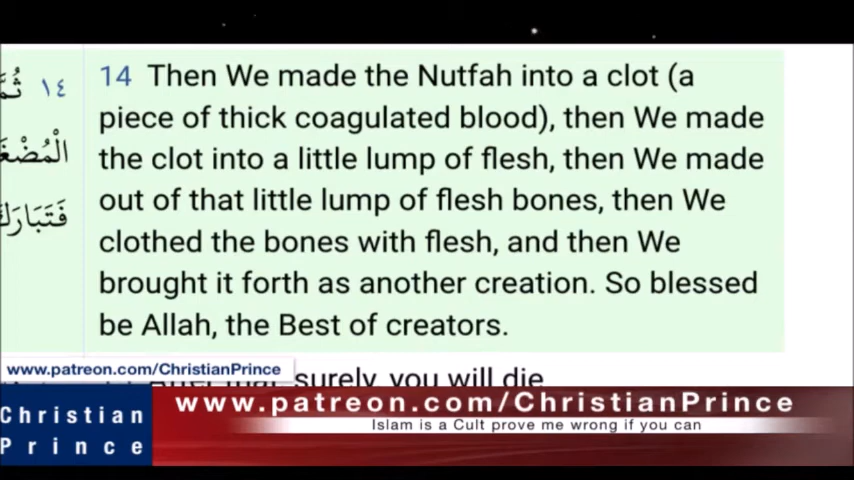 14 Then We made the Nutfah into a clot (a
piece of thick coagulated blood), then We made
the clot into a little lump of flesh, then We made
out of that little lump of flesh bones, then We
clothed the bones with flesh, and then We
brought it forth as another creation. So blessed
be Allah, the Best of creators.
١٤ ثُمَّ
الْمُضْغَ
فَتَبَارَكَ
surely, you will die
www.patreon.com/ChristianPrince
Christian
Prince
www.patreon.com/ChristianPrince
Islam is a Cult prove me wrong if you can